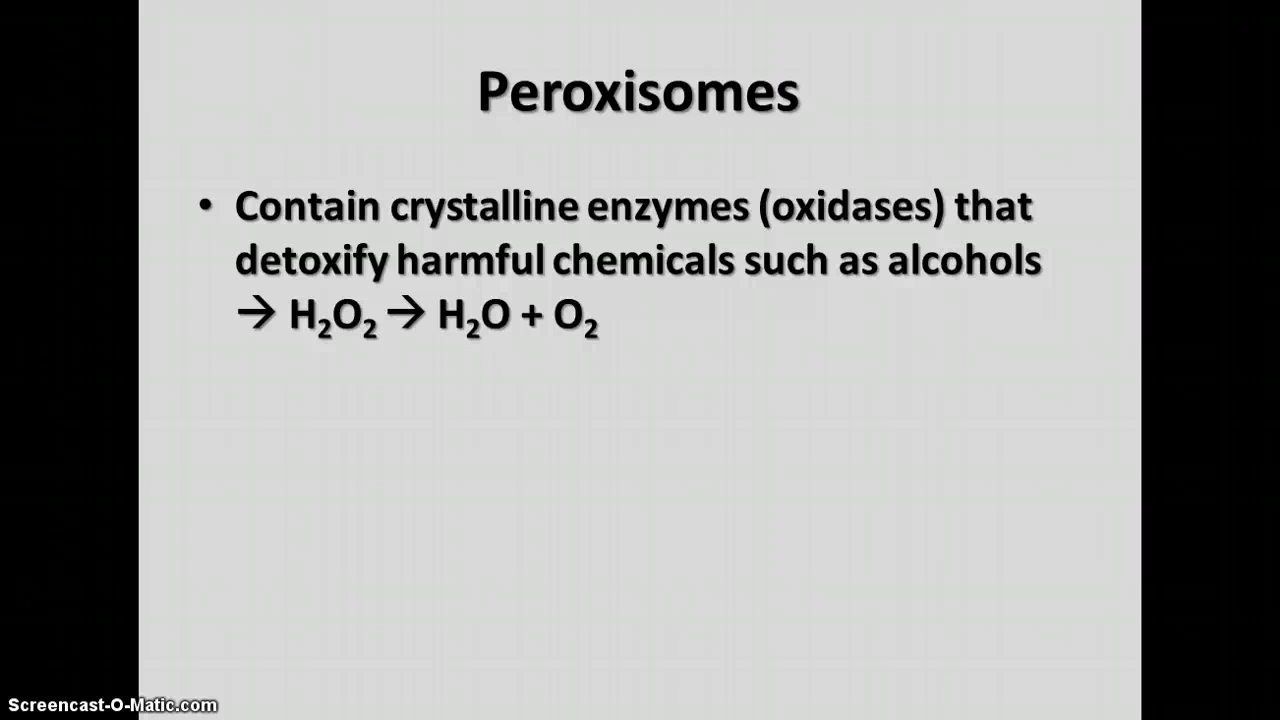 Peroxisomes
• Contain crystalline enzymes (oxidases) that
detoxify harmful chemicals such as alcohols
→ H₂O₂ → H₂O + O₂
Screencast-O-Matic.com